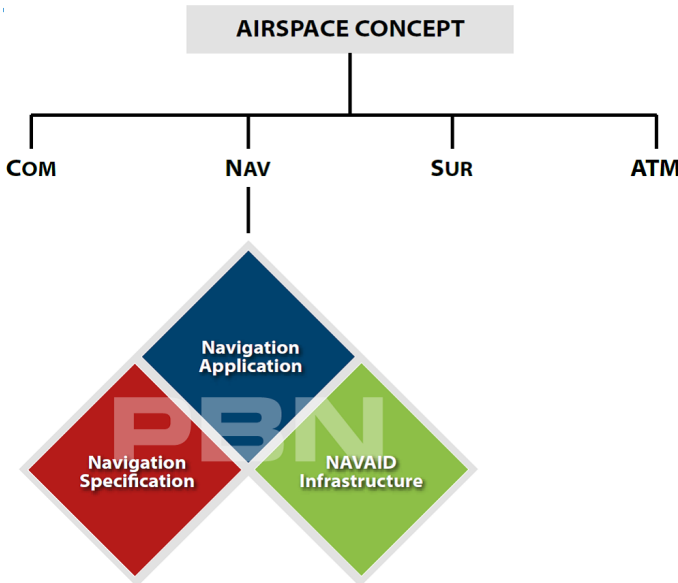 AIRSPACE CONCEPT
COM NAV SUR ATM
Navigation
Application
PBN
Navigation
Specification
NAVAID
Infrastructure